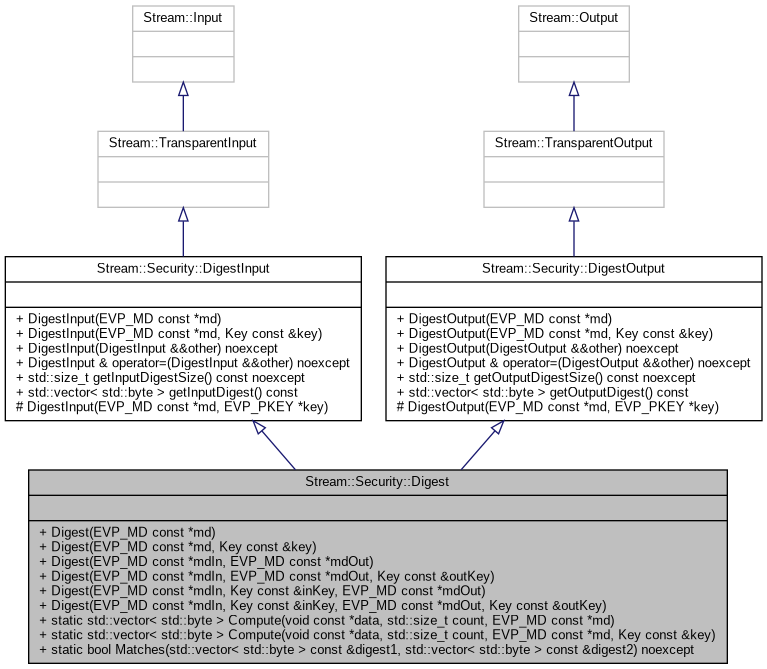 Stream::Input
Stream::Output
Stream::TransparentInput
Stream::TransparentOutput
Stream::Security::DigestInput
+ DigestInput(EVP_MD const *md)
+ DigestInput(EVP_MD const *md, Key const &key)
+ DigestInput(DigestInput &&other) noexcept
+ DigestInput & operator=(DigestInput &&other) noexcept
+ std::size_t getInputDigestSize() const noexcept
+ std::vector< std::byte > getInputDigest() const
# DigestInput(EVP_MD const *md, EVP_PKEY *key)
Stream::Security::DigestOutput
+ DigestOutput(EVP_MD const *md)
+ DigestOutput(EVP_MD const *md, Key const &key)
+ DigestOutput(DigestOutput &&other) noexcept
+ DigestOutput & operator=(DigestOutput &&other) noexcept
+ std::size_t getOutputDigestSize() const noexcept
+ std::vector< std::byte > getOutputDigest() const
# DigestOutput(EVP_MD const *md, EVP_PKEY *key)
Stream::Security::Digest
+ Digest(EVP_MD const *md)
+ Digest(EVP_MD const *md, Key const &key)
+ Digest(EVP_MD const *mdIn, EVP_MD const *mdOut)
+ Digest(EVP_MD const *mdIn, EVP_MD const *mdOut, Key const &outKey)
+ Digest(EVP_MD const *mdIn, Key const &inKey, EVP_MD const *mdOut)
+ Digest(EVP_MD const *mdIn, Key const &inKey, EVP_MD const *mdOut, Key const &outKey)
+ static std::vector< std::byte > Compute(void const *data, std::size_t count, EVP_MD const *md)
+ static std::vector< std::byte > Compute(void const *data, std::size_t count, EVP_MD const *md, Key const &key)
+ static bool Matches(std::vector< std::byte > const &digest1, std::vector< std::byte > const &digest2) noexcept